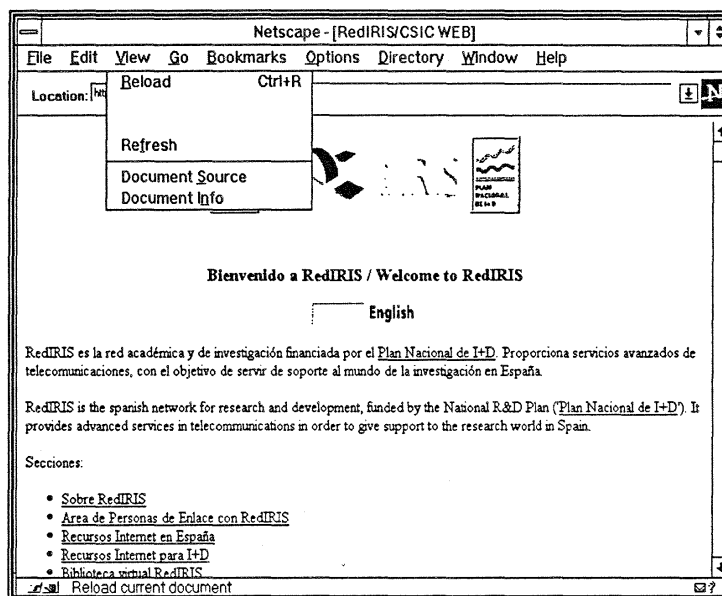 Netscape - [RedIRIS/CSIC WEB]
File Edit View Go Bookmarks Options Directory Window Help
Location: htt
Reload Ctrl+R
Refresh
Document Source
Document Info
PLAN
NACIONAL
DE I+D
Bienvenido a RedIRIS / Welcome to RedIRIS
English
RedIRIS es la red académica y de investigación financiada por el Plan Nacional de I+D. Proporciona servicios avanzados de
telecomunicaciones, con el objetivo de servir de soporte al mundo de la investigación en España.
RedIRIS is the spanish network for research and development, funded by the National R&D Plan ('Plan Nacional de I+D'). It
provides advanced services in telecommunications in order to give support to the research world in Spain.
Secciones:
• Sobre RedIRIS
• Area de Personas de Enlace con RedIRIS
• Recursos Internet en España
• Recursos Internet para I+D
• Biblioteca virtual RedIRIS
Reload current document